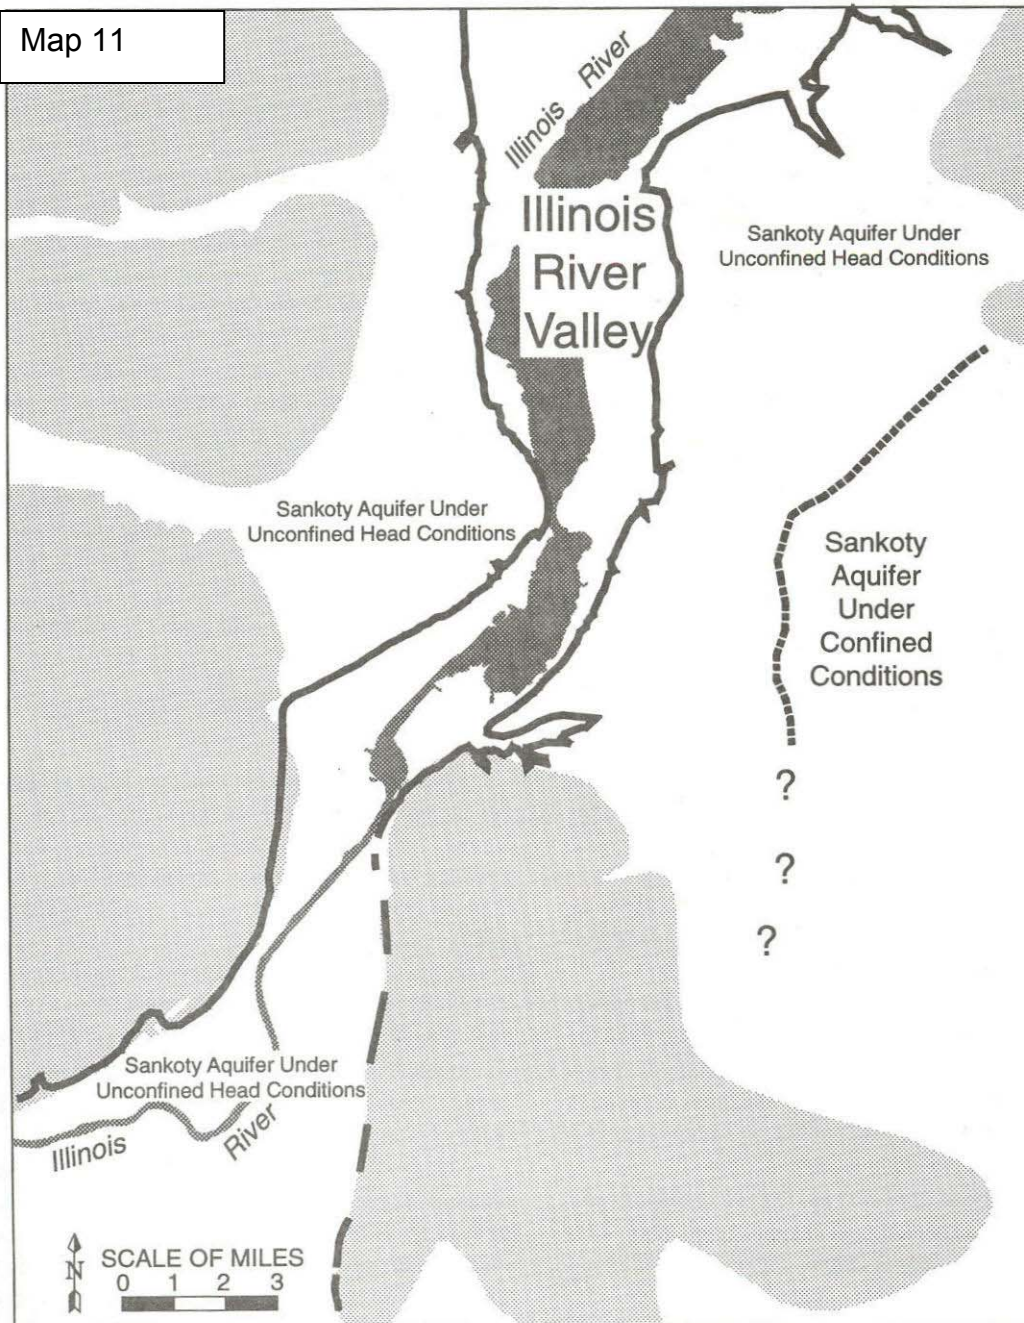 Map 11
Illinois River
Illinois
River
Valley
Sankoty Aquifer Under
Unconfined Head Conditions
Sankoty Aquifer Under
Unconfined Head Conditions
Sankoty
Aquifer
Under
Confined
Conditions
?
?
?
Sankoty Aquifer Under
Unconfined Head Conditions
Illinois River
N
SCALE OF MILES
0 1 2 3